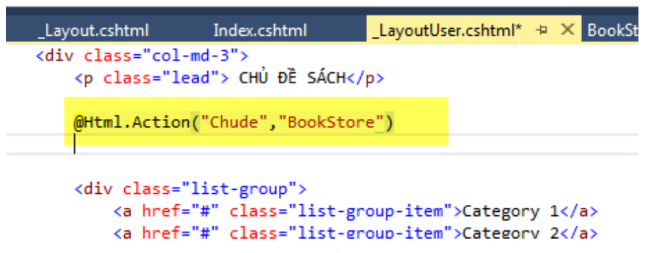 _Layout.cshtml Index.cshtml _LayoutUser.cshtml* BookSt
<div class="col-md-3">
<p class="lead"> CHỦ ĐỀ SÁCH</p>
@Html.Action("Chude","BookStore")
<div class="list-group">
<a href="#" class="list-group-item">Category 1</a>
<a href="#" class="list-group-item">Category 2</a>